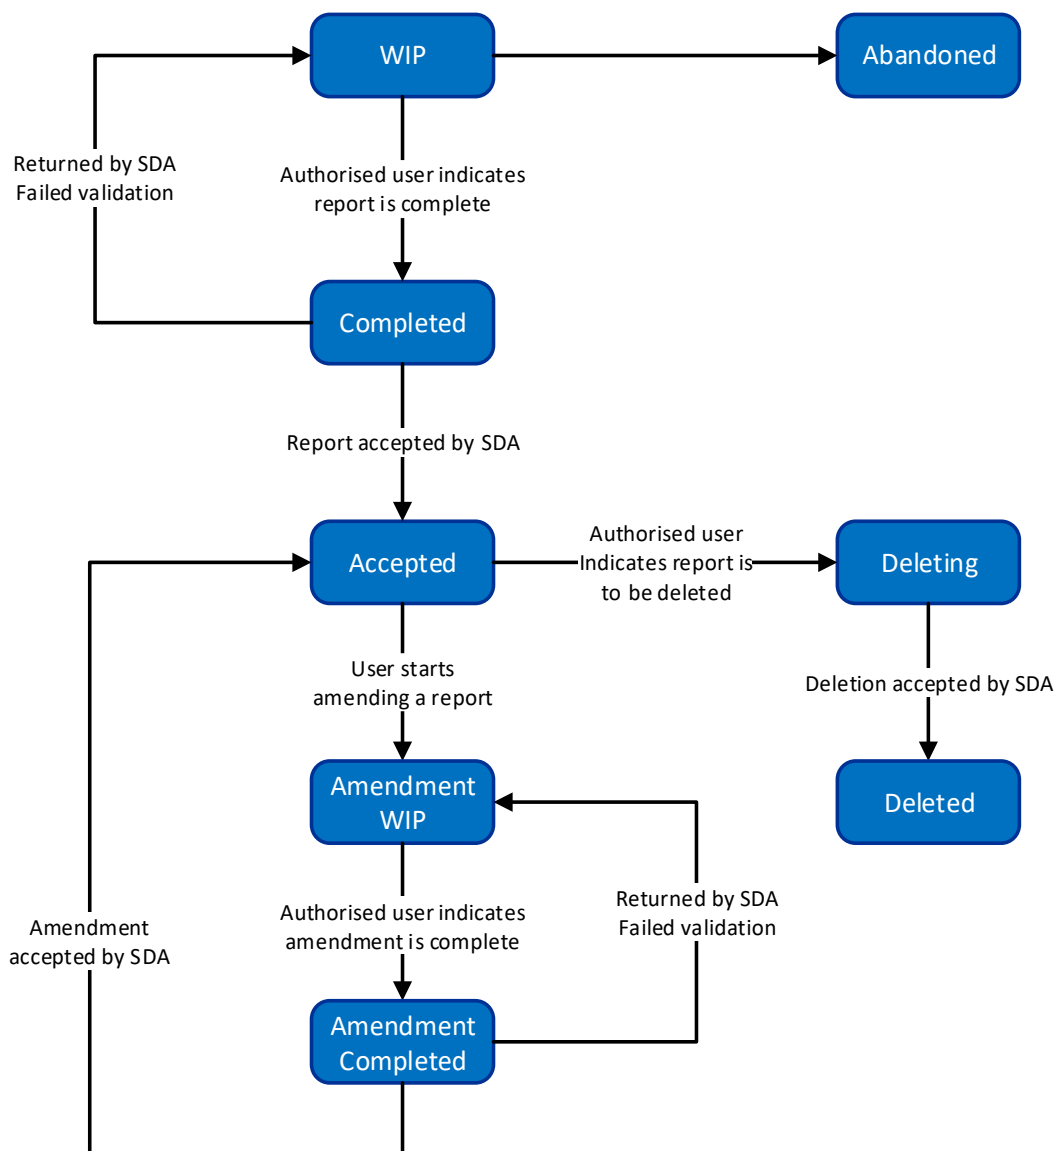 WIP
Abandoned
Returned by SDA
Failed validation
Authorised user indicates
report is complete
Completed
Report accepted by SDA
Accepted
Authorised user
Indicates report is
to be deleted
Deleting
User starts
amending a report
Deletion accepted by SDA
Amendment
WIP
Deleted
Authorised user indicates
amendment is complete
Returned by SDA
Failed validation
Amendment
accepted by SDA
Amendment
Completed